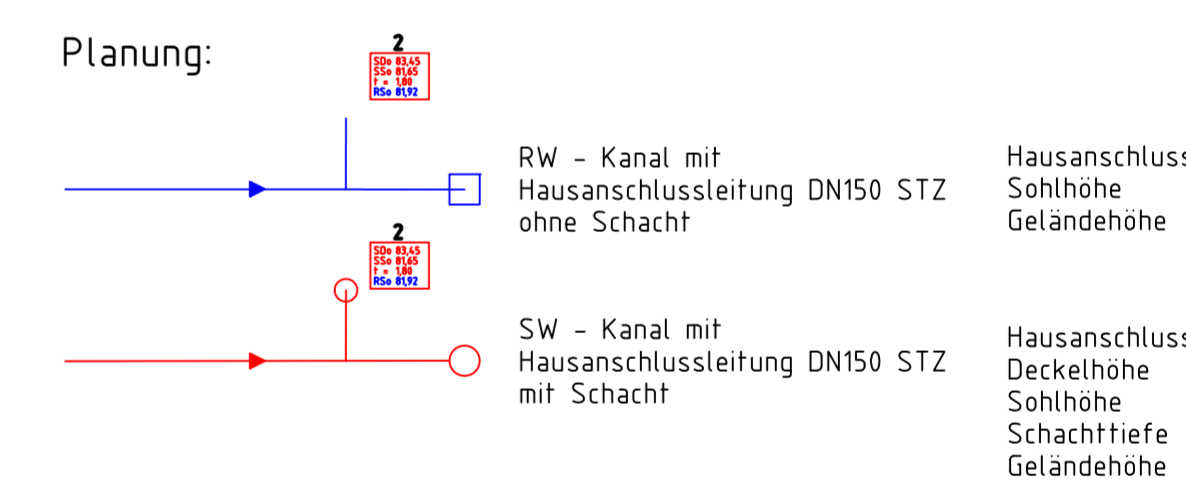 Planung:
2
SDo 83,45
SSo 81,65
t = 1,80
RSo 81,92
RW - Kanal mit
Hausanschlussleitung DN150 STZ
ohne Schacht
Hausanschluss
Sohlhöhe
Geländehöhe
2
SDo 83,45
SSo 81,65
t = 1,80
RSo 81,92
SW - Kanal mit
Hausanschlussleitung DN150 STZ
mit Schacht
Hausanschluss
Deckelhöhe
Sohlhöhe
Schachttiefe
Geländehöhe